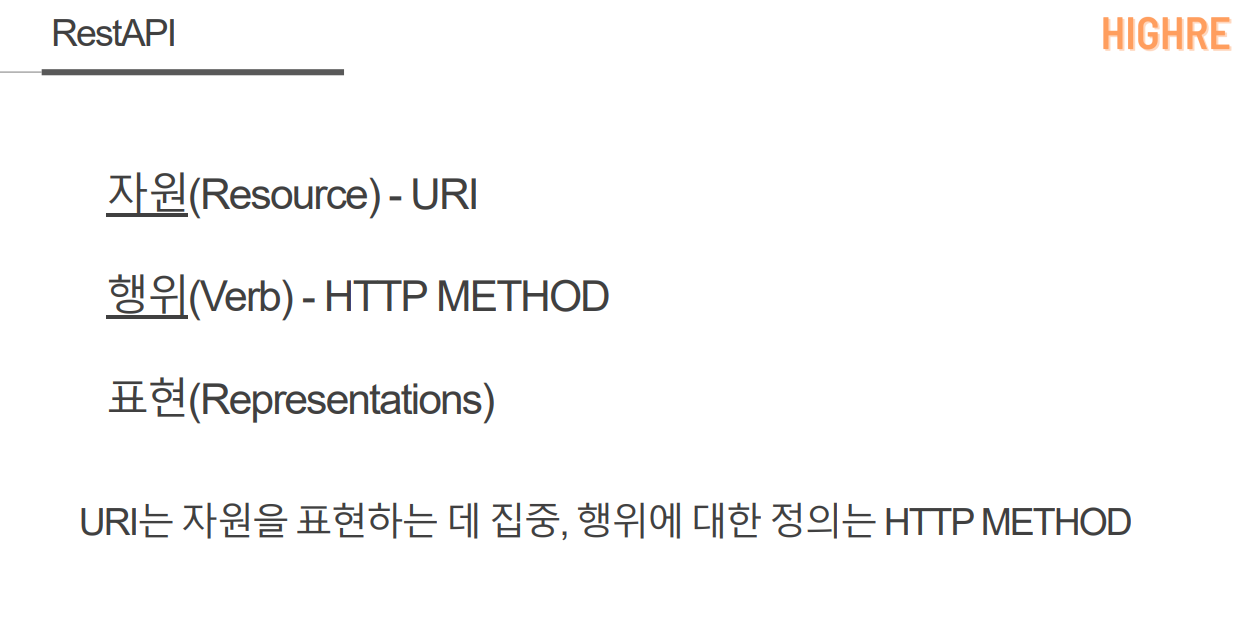 RestAPI
HIGHRE
자원(Resource) - URI
행위(Verb) - HTTP METHOD
표현(Representations)
URI는 자원을 표현하는 데 집중, 행위에 대한 정의는 HTTP METHOD